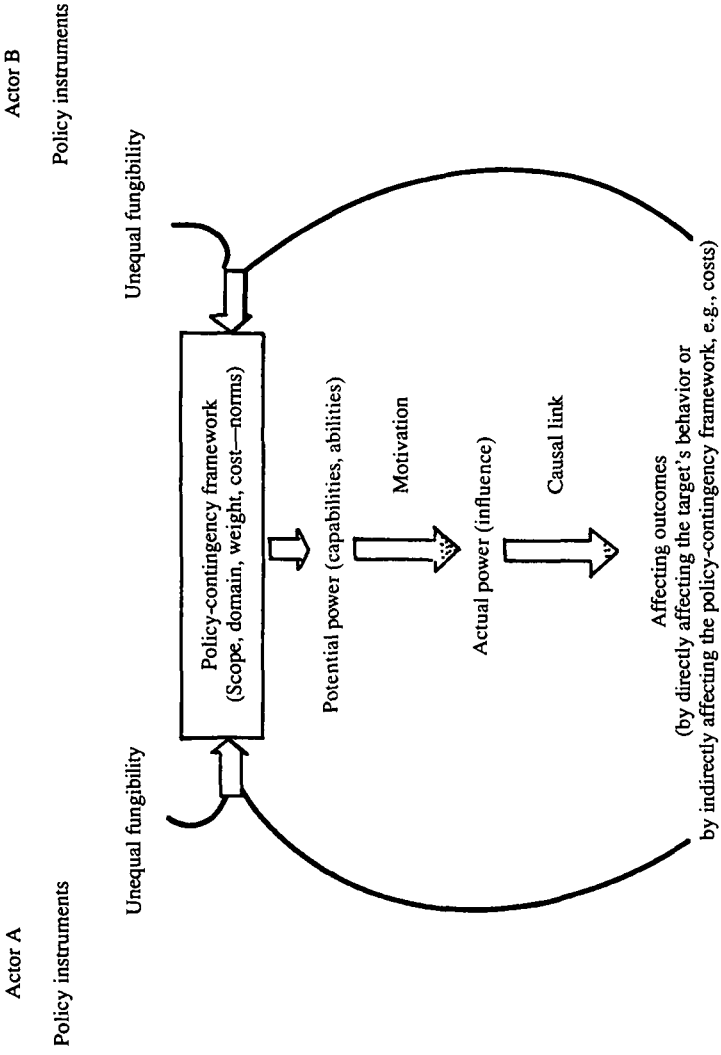 Actor A
Actor B
Policy instruments
Policy instruments
Unequal fungibility
Unequal fungibility
Policy-contingency framework
(Scope, domain, weight, cost—norms)
Potential power (capabilities, abilities)
Motivation
Actual power (influence)
Causal link
Affecting outcomes
(by directly affecting the target's behavior or
by indirectly affecting the policy-contingency framework, e.g., costs)